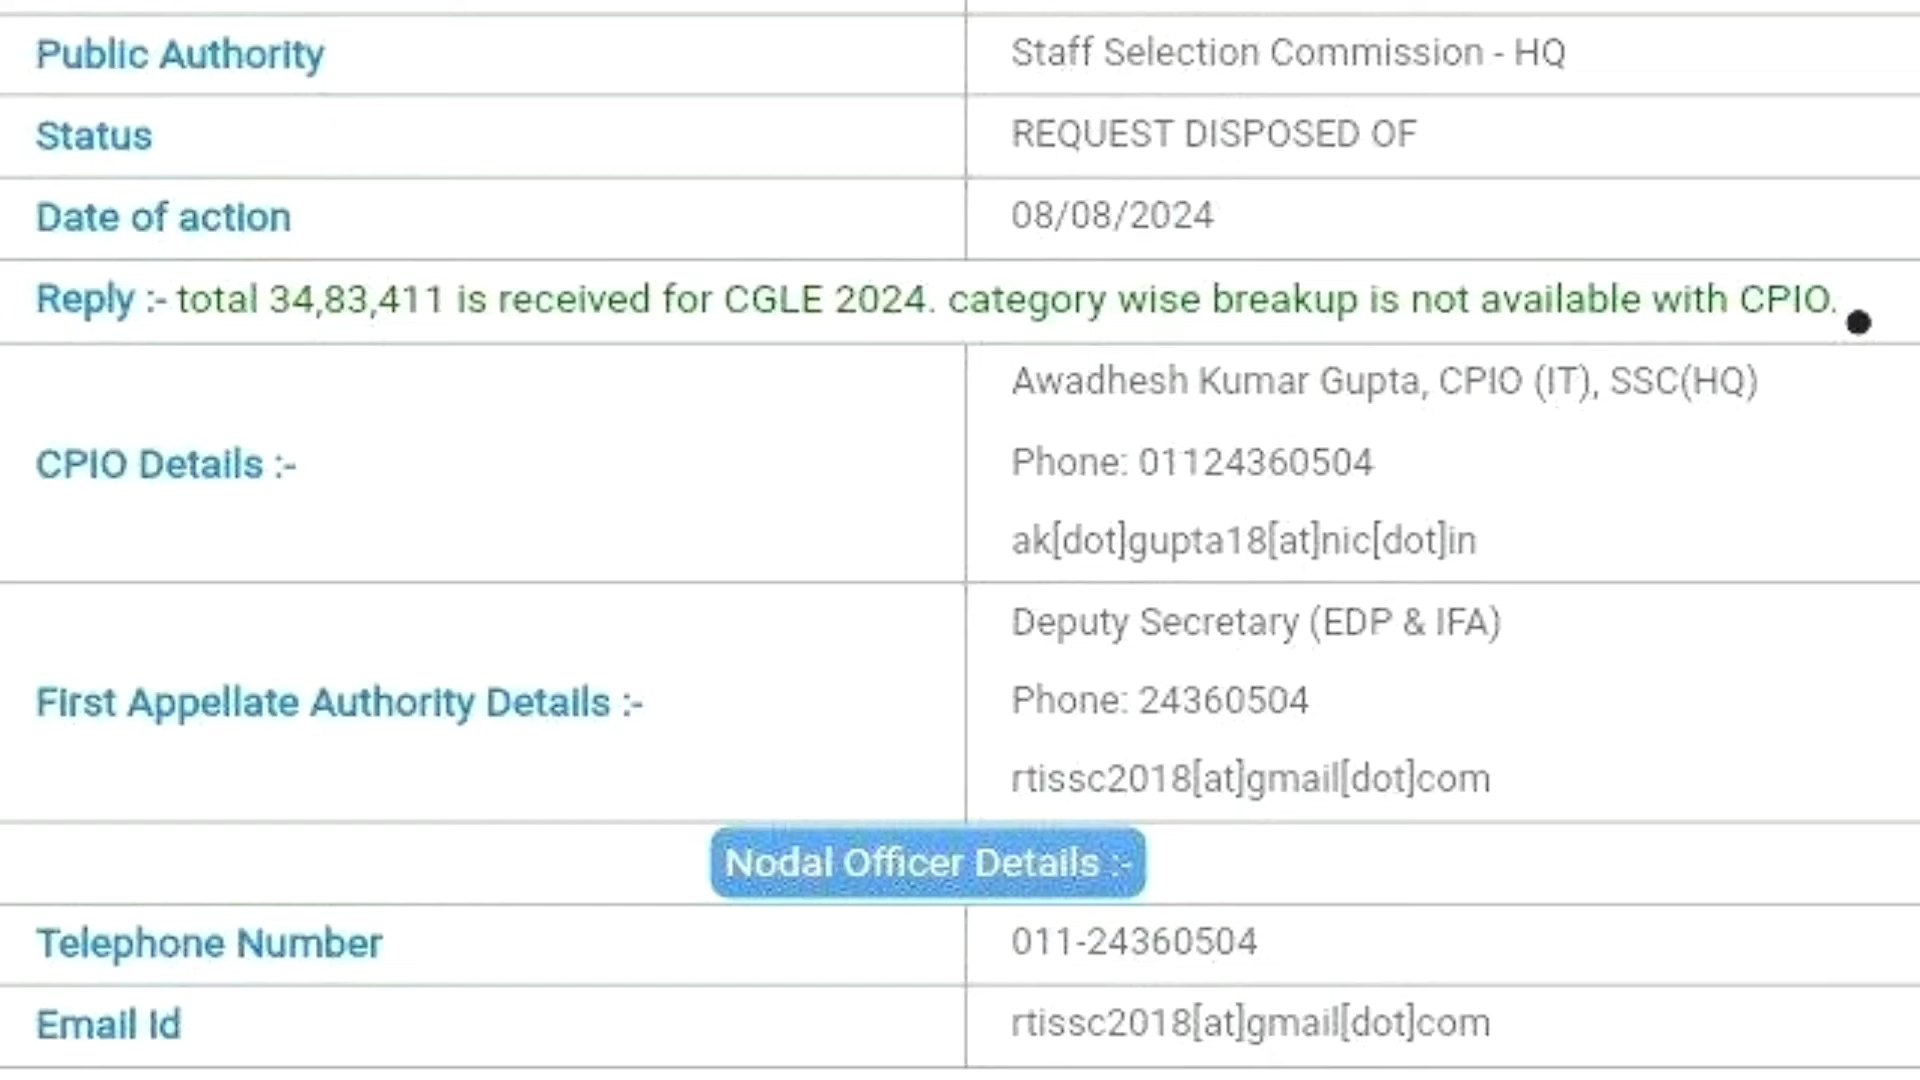 Public Authority
Staff Selection Commission - HQ
Status
REQUEST DISPOSED OF
Date of action
08/08/2024
Reply :- total 34,83,411 is received for CGLE 2024. category wise breakup is not available with CPIO.
CPIO Details :-
Awadhesh Kumar Gupta, CPIO (IT), SSC(HQ)
Phone: 01124360504
ak[dot]gupta18[at]nic[dot]in
First Appellate Authority Details :-
Deputy Secretary (EDP & IFA)
Phone: 24360504
rtissc2018[at]gmail[dot]com
Nodal Officer Details :-
Telephone Number
011-24360504
Email Id
rtissc2018[at]gmail[dot]com